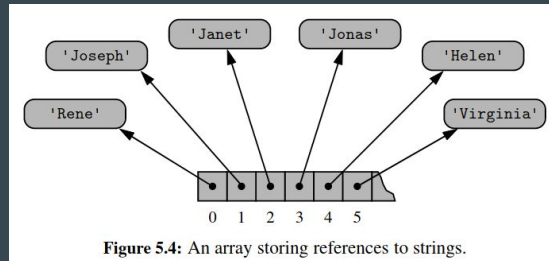 'Janet' 'Jonas'
'Joseph' 'Helen'
'Rene' 'Virginia'
0 1 2 3 4 5
Figure 5.4: An array storing references to strings.